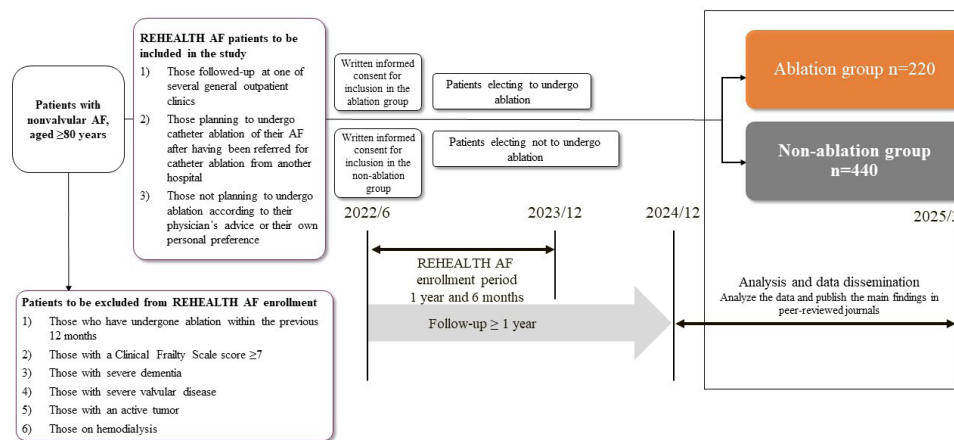 Patients with
nonvalvular AF,
aged ≥80 years
REHEALTH AF patients to be
included in the study
1) Those followed-up at one of
several general outpatient
clinics
2) Those planning to undergo
catheter ablation of their AF
after having been referred for
catheter ablation from another
hospital
3) Those not planning to undergo
ablation according to their
physician's advice or their own
personal preference
Patients to be excluded from REHEALTH AF enrollment
1) Those who have undergone ablation within the previous
12 months
2) Those with a Clinical Frailty Scale score ≥7
3) Those with severe dementia
4) Those with severe valvular disease
5) Those with an active tumor
6) Those on hemodialysis
Written informed
consent for
inclusion in the
ablation group
Patients electing to undergo
ablation
Written informed
consent for
inclusion in the
non-ablation
group
Patients electing not to undergo
ablation
Ablation group n=220
Non-ablation group
n=440
2022/6
2023/12
2024/12
REHEALTH AF
enrollment period
1 year and 6 months
Follow-up ≥ 1 year
Analysis and data dissemination
Analyze the data and publish the main findings in
peer-reviewed journals